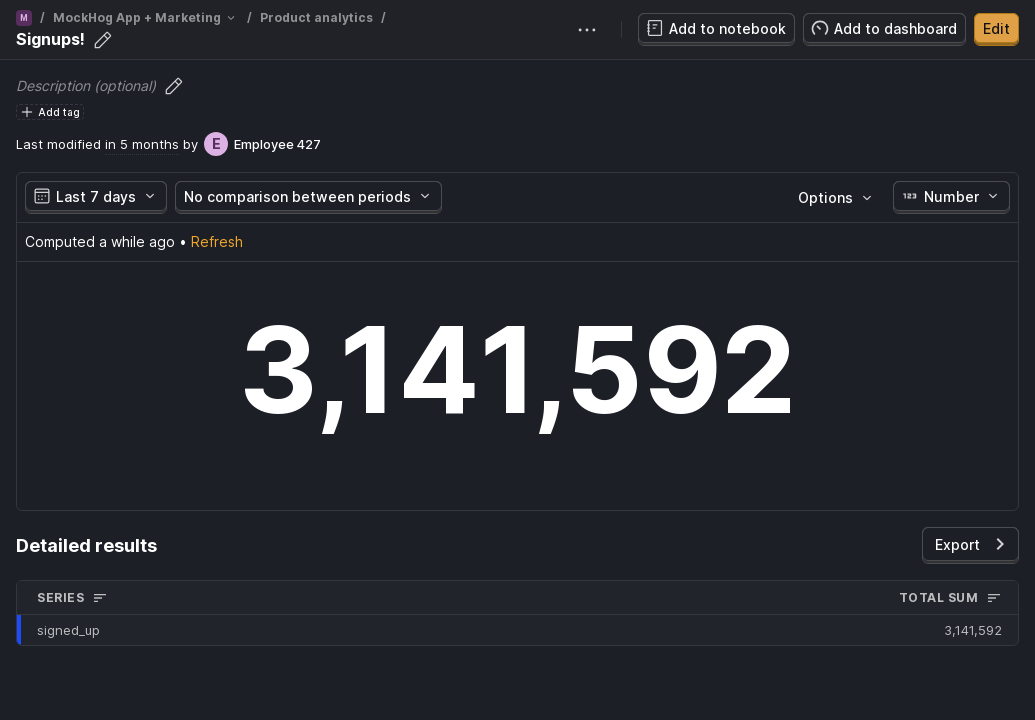 M / MockHog App + Marketing / Product analytics /
Signups!
Add to notebook
Add to dashboard
Edit
Description (optional)
Add tag
Last modified in 5 months by E Employee 427
Last 7 days
No comparison between periods
Options
123 Number
Computed a while ago • Refresh
3,141,592
Detailed results
Export
SERIES
TOTAL SUM
signed_up
3,141,592